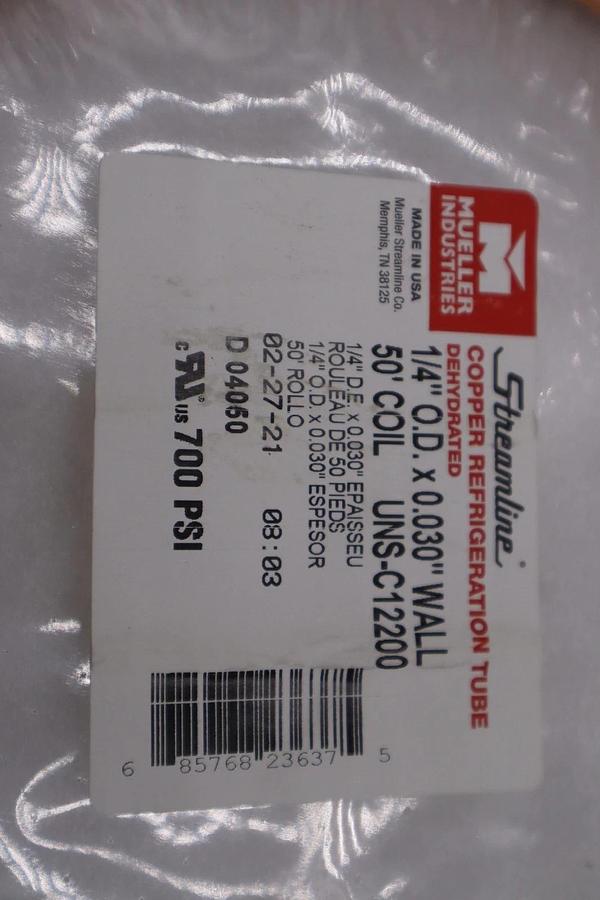 MUELLER
INDUSTRIES
Streamline®
COPPER REFRIGERATION TUBE
DEHYDRATED
1/4" O.D. x 0.030" WALL
50' COIL UNS-C12200
MADE IN USA
Mueller Streamline Co.
Memphis, TN 38125
1/4" D.E. x 0.030" EPAISSEU
ROULEAU DE 50 PIEDS
1/4" O.D. x 0.030" ESPESOR
50' ROLLO
02-27-21 08:03
D 04060
c RU® US 700 PSI
6 85768 23637 5